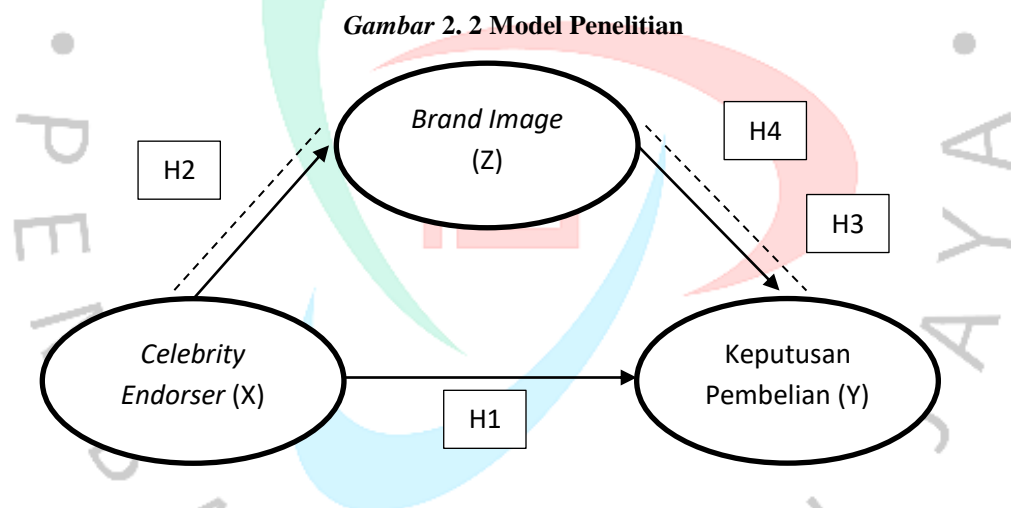 Gambar 2. 2 Model Penelitian
Brand Image
(Z)
H2
H4
H3
Celebrity
Endorser (X)
Keputusan
Pembelian (Y)
H1